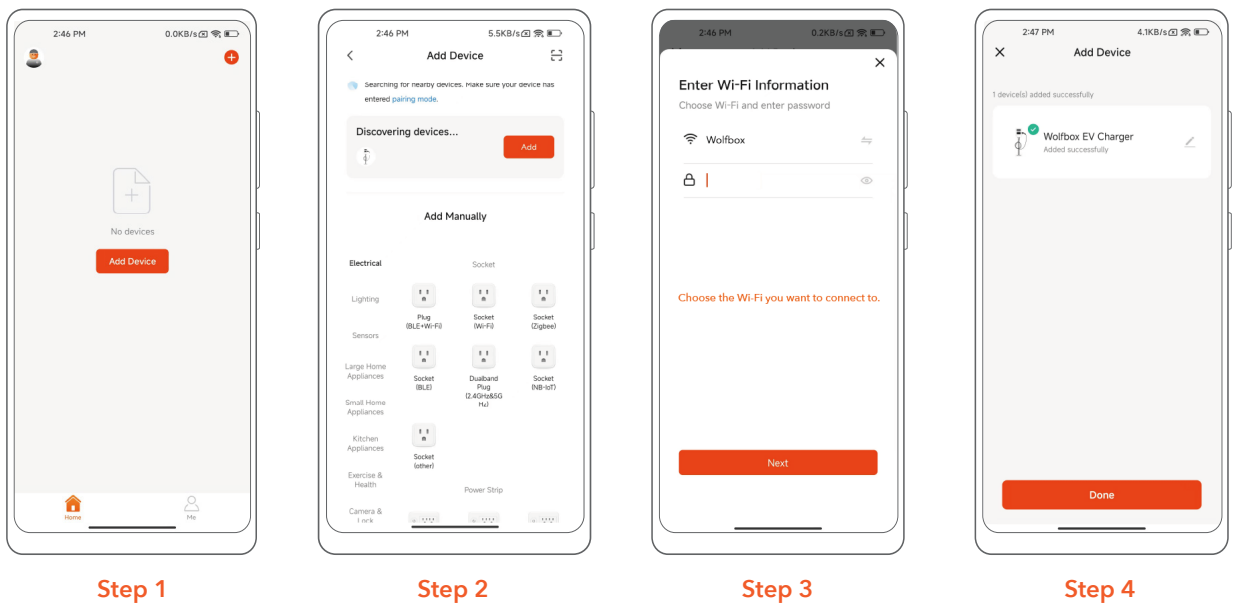 2:46 PM 0.0KB/s
No devices
Add Device
Home Me
Step 1
2:46 PM 5.5KB/s
Add Device
Searching for nearby devices. Make sure your device has
entered pairing mode.
Discovering devices...
Add
Add Manually
Electrical
Socket
Lighting
Plug
(BLE+Wi-Fi)
Socket
(Wi-Fi)
Socket
(Zigbee)
Sensors
Large Home
Appliances
Socket
(BLE)
Dualband
Plug
(2.4GHz&5G
Hz)
Socket
(NB-IoT)
Small Home
Appliances
Kitchen
Appliances
Socket
(other)
Exercise &
Health
Power Strip
Camera &
Lock
Step 2
2:46 PM 0.2KB/s
Enter Wi-Fi Information
Choose Wi-Fi and enter password
Wolfbox
Choose the Wi-Fi you want to connect to.
Next
Step 3
2:47 PM 4.1KB/s
Add Device
1 device(s) added successfully
Wolfbox EV Charger
Added successfully
Done
Step 4